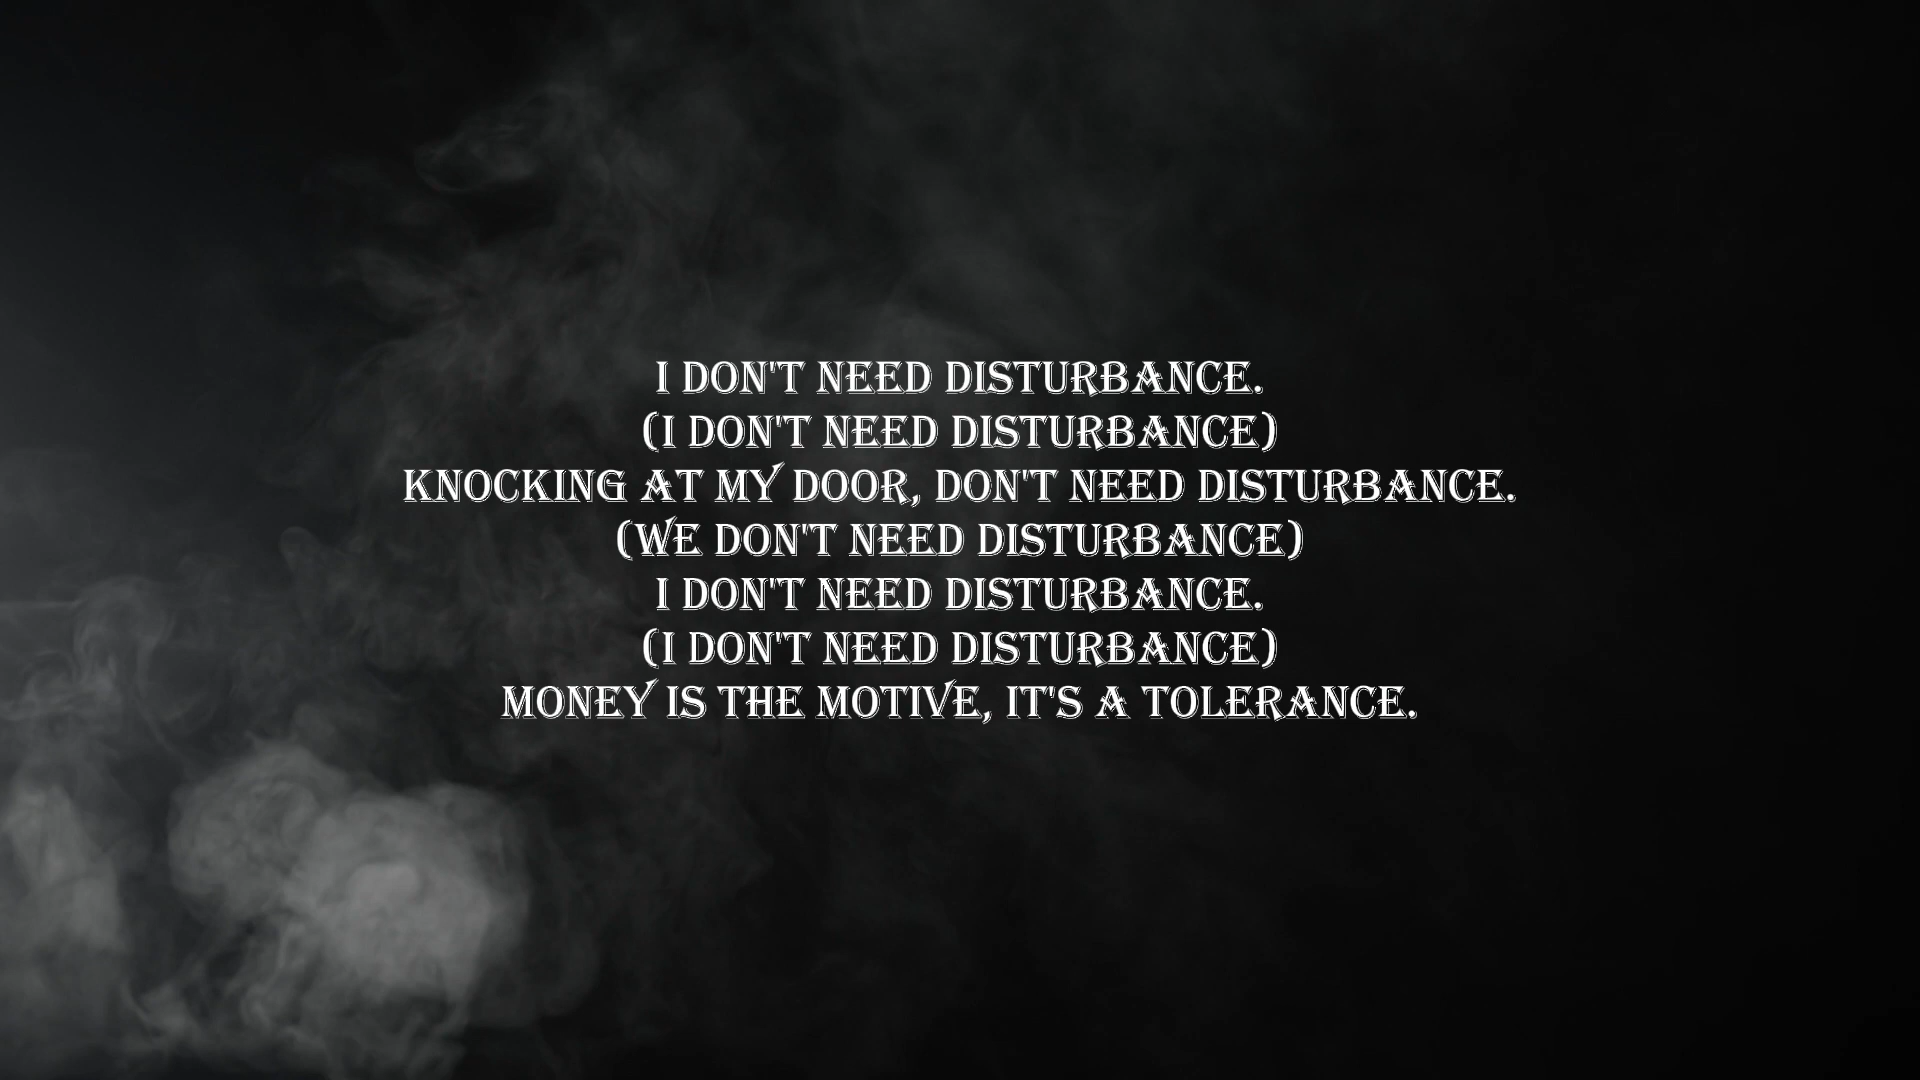 I DON'T NEED DISTURBANCE.
(I DON'T NEED DISTURBANCE)
KNOCKING AT MY DOOR, DON'T NEED DISTURBANCE.
(WE DON'T NEED DISTURBANCE)
I DON'T NEED DISTURBANCE.
(I DON'T NEED DISTURBANCE)
MONEY IS THE MOTIVE, IT'S A TOLERANCE.